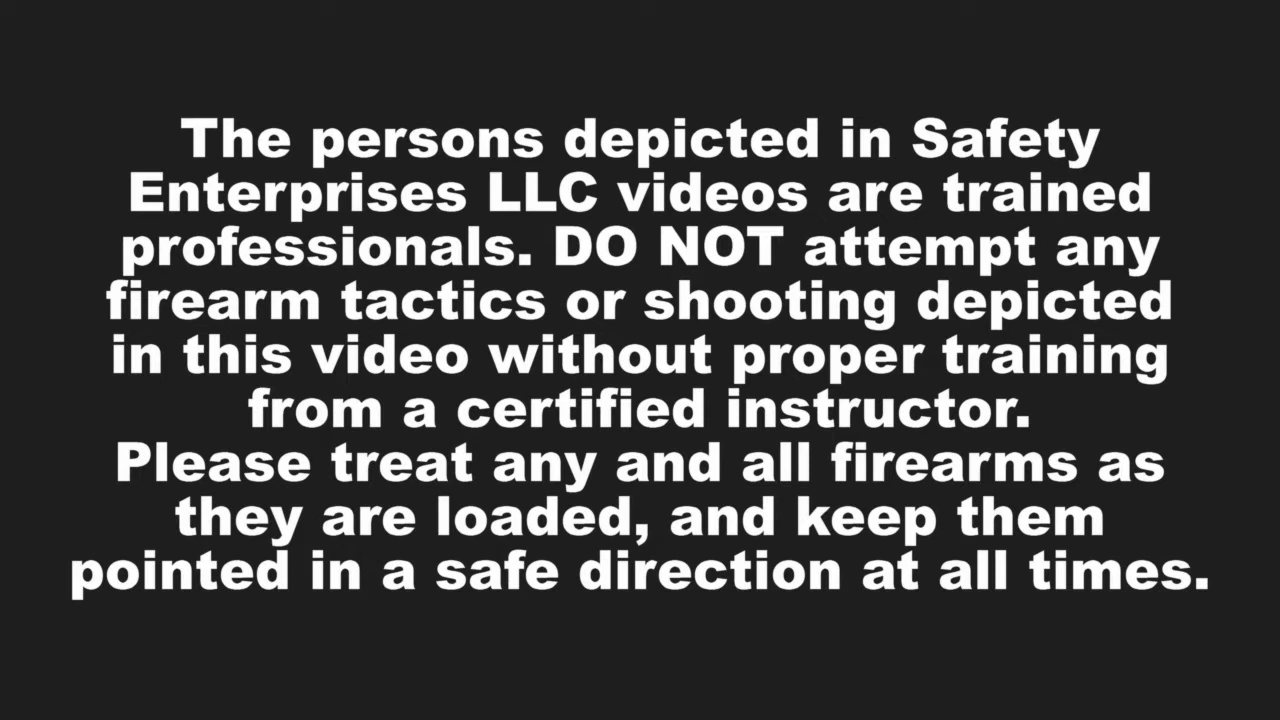 The persons depicted in Safety
Enterprises LLC videos are trained
professionals. DO NOT attempt any
firearm tactics or shooting depicted
in this video without proper training
from a certified instructor.
Please treat any and all firearms as
they are loaded, and keep them
pointed in a safe direction at all times.